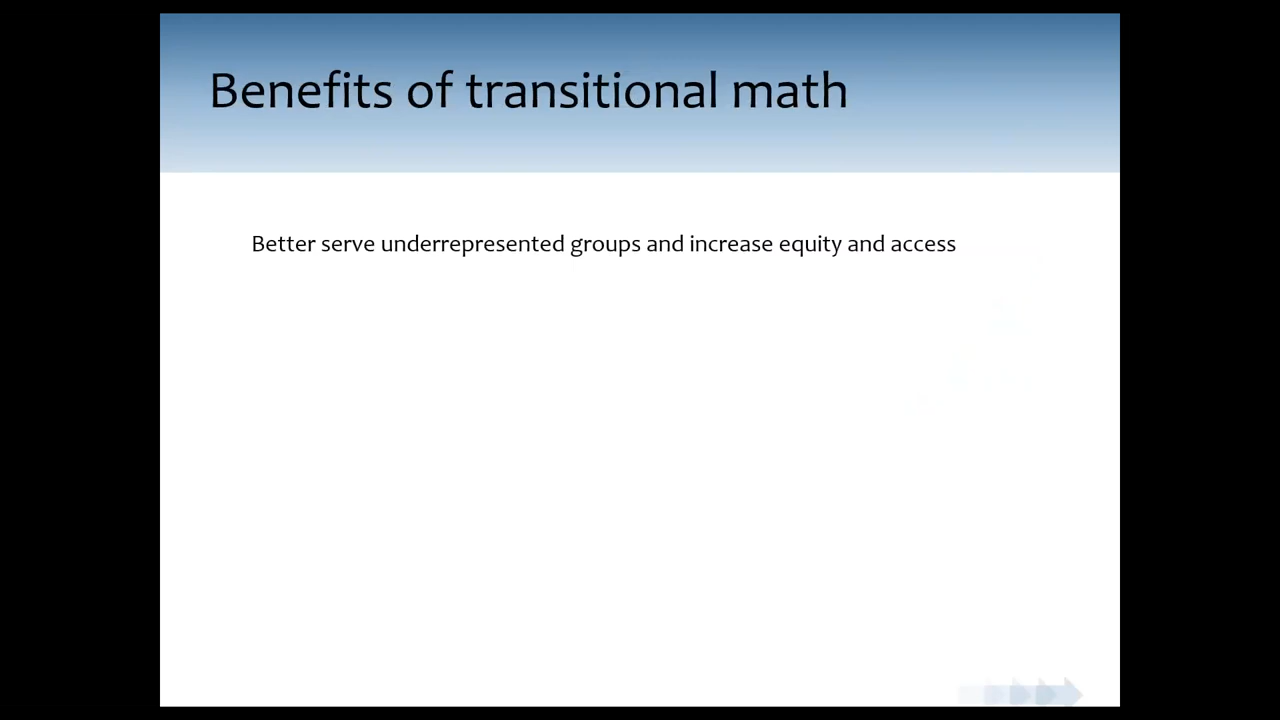 Benefits of transitional math
Better serve underrepresented groups and increase equity and access